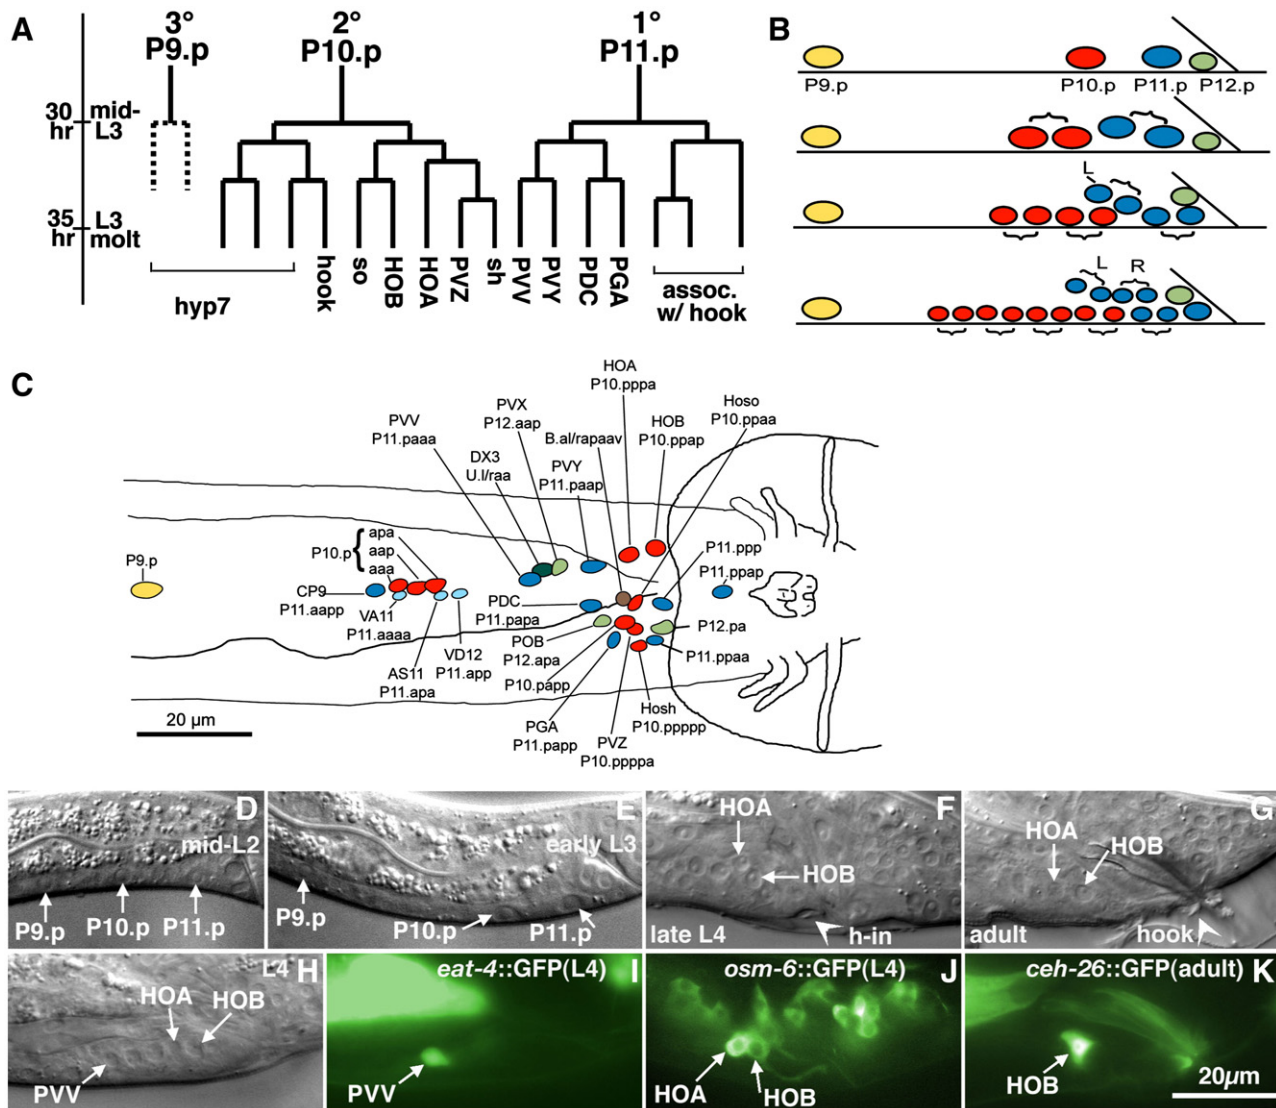 A
3° 2° 1°
P9.p P10.p P11.p
30 hr mid-L3
35 hr L3 molt
hyp7
hook
so
HOB
HOA
PVZ
sh
PVV
PVY
PDC
PGA
assoc.
w/ hook
B
P9.p P10.p P11.p P12.p
L
L R
C
HOA
P10.pppa
PVX
P12.aap
Hoso
P10.ppaa
PVV
P11.paaa
HOB
P10.ppap
B.al/rapaav
DX3
U.l/raa
PVY
P11.paap
P10.p {
apa
aap
aaa
P9.p
P11.ppp
P11.ppap
CP9
P11.aapp
PDC
P11.papa
VA11
P11.aaaa
P12.pa
POB
P12.apa
VD12
P11.app
P11.ppaa
AS11
P11.apa
P10.papp
Hosh
P10.ppppp
PGA
P11.papp
PVZ
P10.ppppa
20 µm
D
mid-L2
P9.p P10.p P11.p
E
early L3
P9.p
P10.p P11.p
F
HOA
HOB
late L4 h-in
G
HOA
HOB
adult hook
H
L4
HOA HOB
PVV
eat-4::GFP(L4) I
PVV
osm-6::GFP(L4) J
HOA
HOB
ceh-26::GFP(adult) K
HOB
20µm